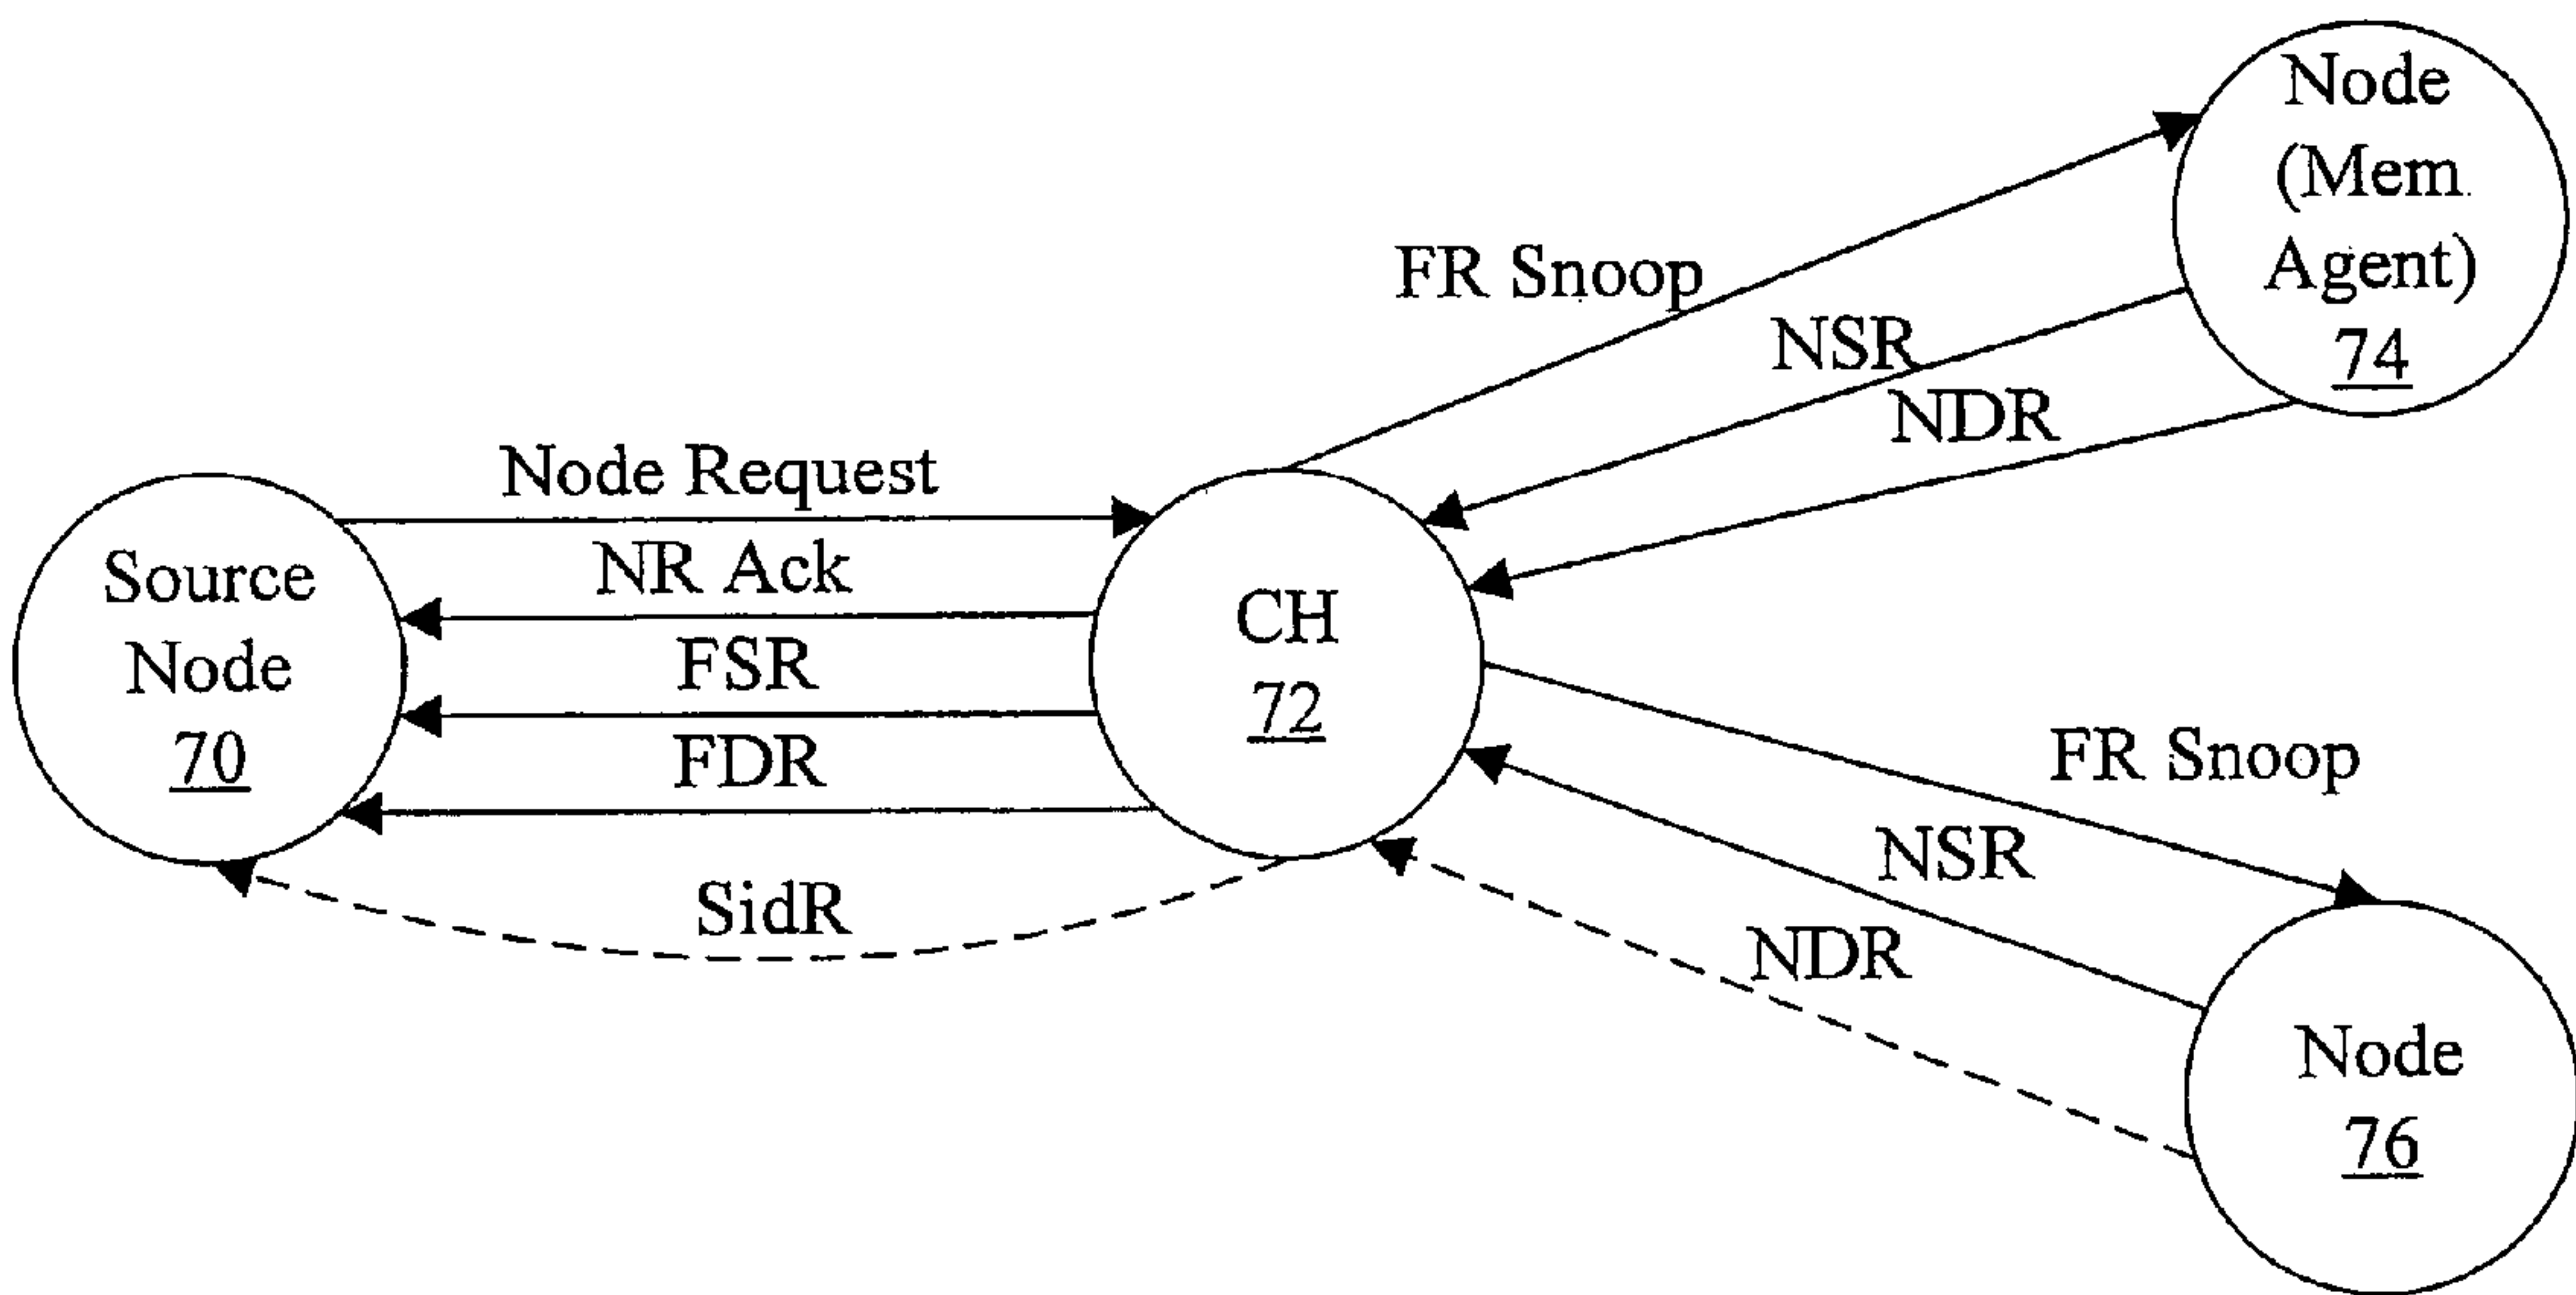 Node
(Mem.
Agent)
74
FR Snoop
NSR
NDR
Node Request
NR Ack
FSR
FDR
SidR
Source
Node
70
CH
72
FR Snoop
NSR
NDR
Node
76